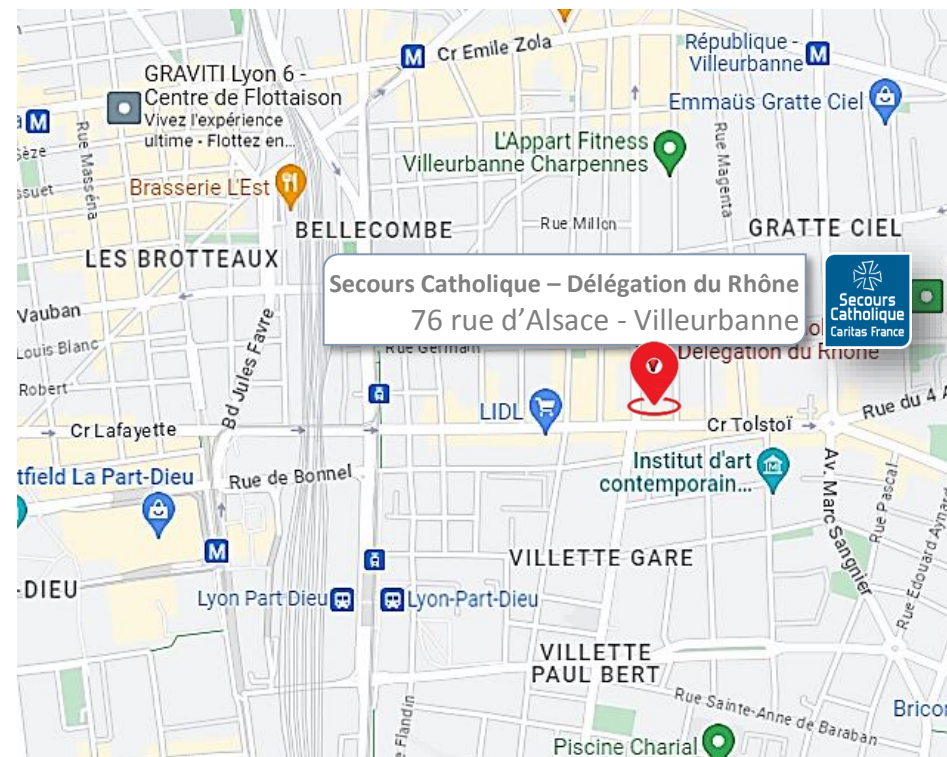 M
Cr Emile Zola
République -
Villeurbanne
M
GRAVITI Lyon 6 -
Centre de Flottaison
Vivez l'expérience
ultime - Flottez en...
Emmaüs Gratte Ciel
M
Rue Masséna
L'Appart Fitness
Villeurbanne Charpennes
Rue Magenta
Brasserie L'Est
BELLECOMBE
Rue Millon
GRATTE CIEL
LES BROTTEAUX
Secours Catholique – Délégation du Rhône
76 rue d'Alsace - Villeurbanne
Secours
Catholique
Caritas France
Vauban
Louis Blanc
Rue Germain
Délégation du Rhône
Robert
Bd Jules Favre
LIDL
Cr Lafayette
Cr Tolstoï
Rue du 4 A
tfield La Part-Dieu
Rue de Bonnel
Institut d'art
contemporain...
Av. Marc Sangnier
Rue Pascal
Rue Edouard Aynard
M
VILLETTE GARE
-DIEU
Lyon Part Dieu
Lyon-Part-Dieu
VILLETTE
PAUL BERT
Rue Sainte-Anne de Baraban
Bricor
e Flandin
Piscine Charial